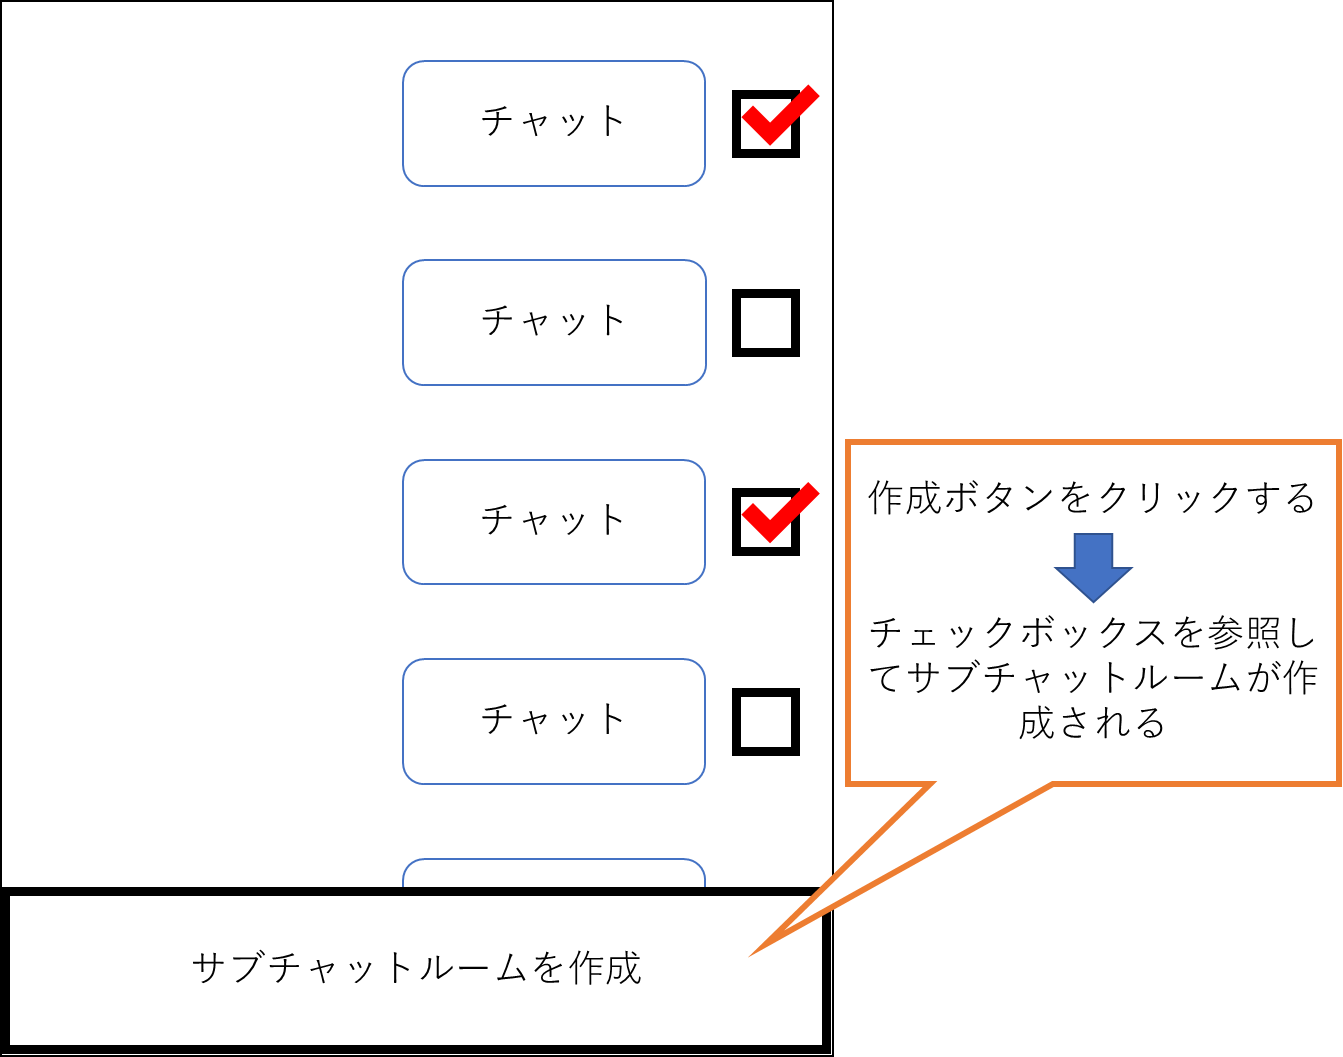 チャット
チャット
チャット
チャット
サブチャットルームを作成
作成ボタンをクリックする
チェックボックスを参照し
てサブチャットルームが作
成される